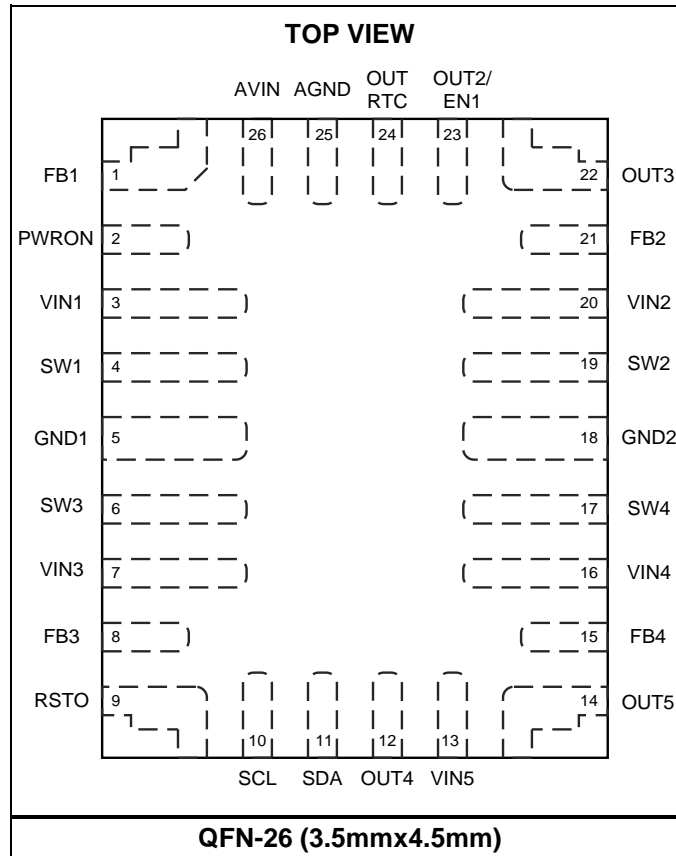 TOP VIEW
AVIN AGND OUT RTC OUT2/ EN1
26 25 24 23
FB1 1 22 OUT3
PWRON 2 21 FB2
VIN1 3 20 VIN2
SW1 4 19 SW2
GND1 5 18 GND2
SW3 6 17 SW4
VIN3 7 16 VIN4
FB3 8 15 FB4
RSTO 9 14 OUT5
10 11 12 13
SCL SDA OUT4 VIN5
QFN-26 (3.5mmx4.5mm)